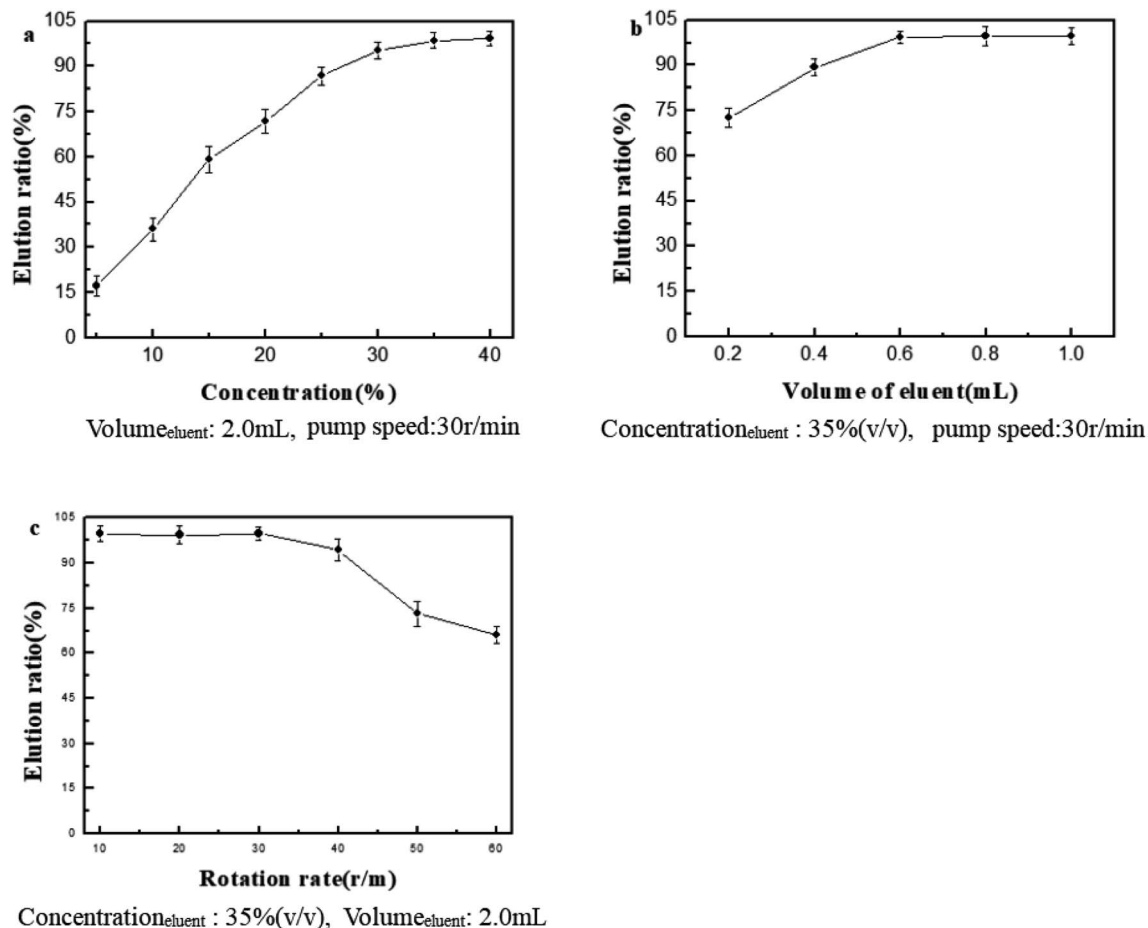 a
105
90
75
60
45
30
15
0
Elution ratio(%)
10 20 30 40
Concentration(%)
Volumeeluent: 2.0mL, pump speed:30r/min
b
105
90
75
60
45
30
15
0
Elution ratio(%)
0.2 0.4 0.6 0.8 1.0
Volume of eluent(mL)
Concentrationeluent : 35%(v/v), pump speed:30r/min
c
105
90
75
60
45
30
15
0
Elution ratio(%)
10 20 30 40 50 60
Rotation rate(r/m)
Concentrationeluent : 35%(v/v), Volumeeluent: 2.0mL